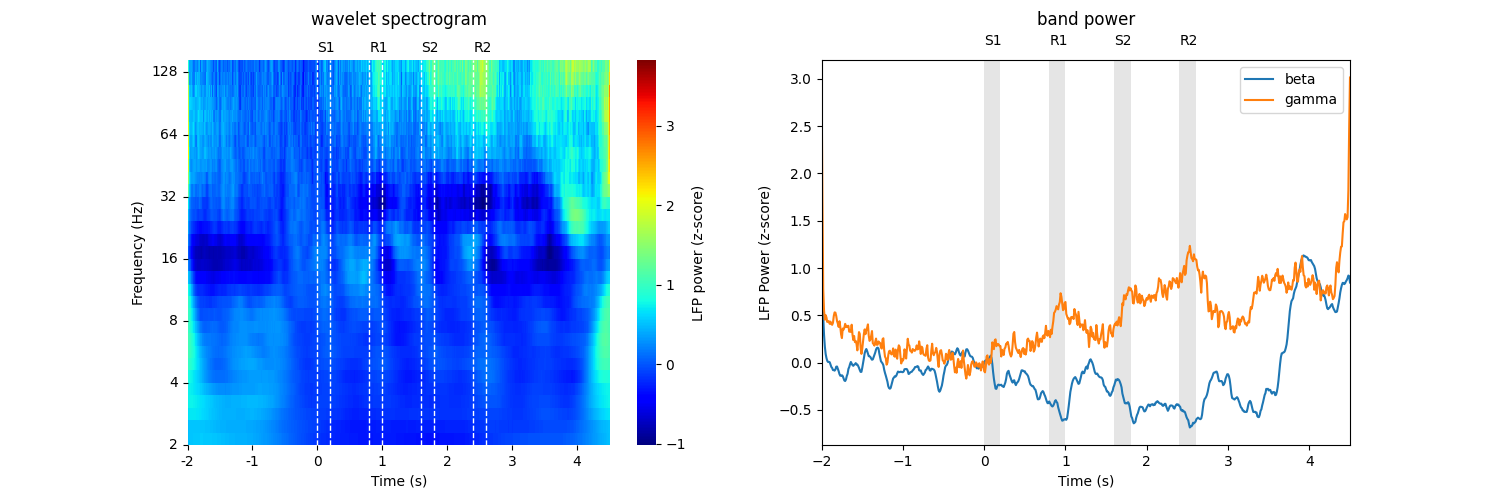 wavelet spectrogram
S1 R1 S2 R2
128
64
32
16
8
4
2
Frequency (Hz)
-2 -1 0 1 2 3 4
Time (s)
3
2
1
0
−1
LFP power (z-score)
band power
S1 R1 S2 R2
beta
gamma
3.0
2.5
2.0
1.5
1.0
0.5
0.0
−0.5
LFP Power (z-score)
−2 −1 0 1 2 3 4
Time (s)